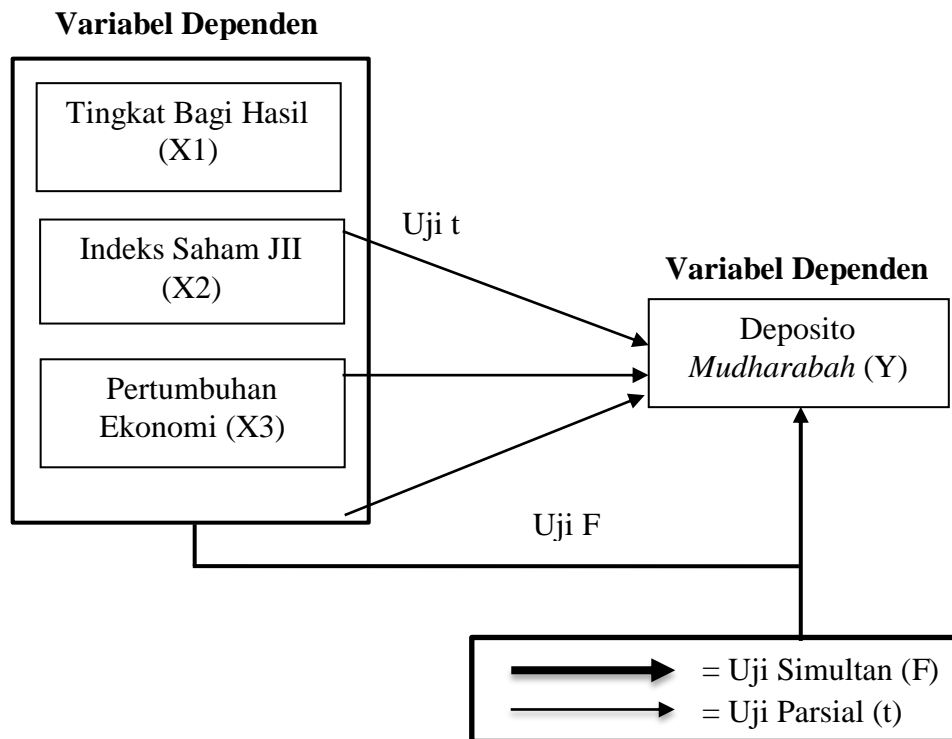 Variabel Dependen
Tingkat Bagi Hasil
(X1)
Indeks Saham JII
(X2)
Pertumbuhan
Ekonomi (X3)
Uji t
Variabel Dependen
Deposito
Mudharabah (Y)
Uji F
= Uji Simultan (F)
= Uji Parsial (t)